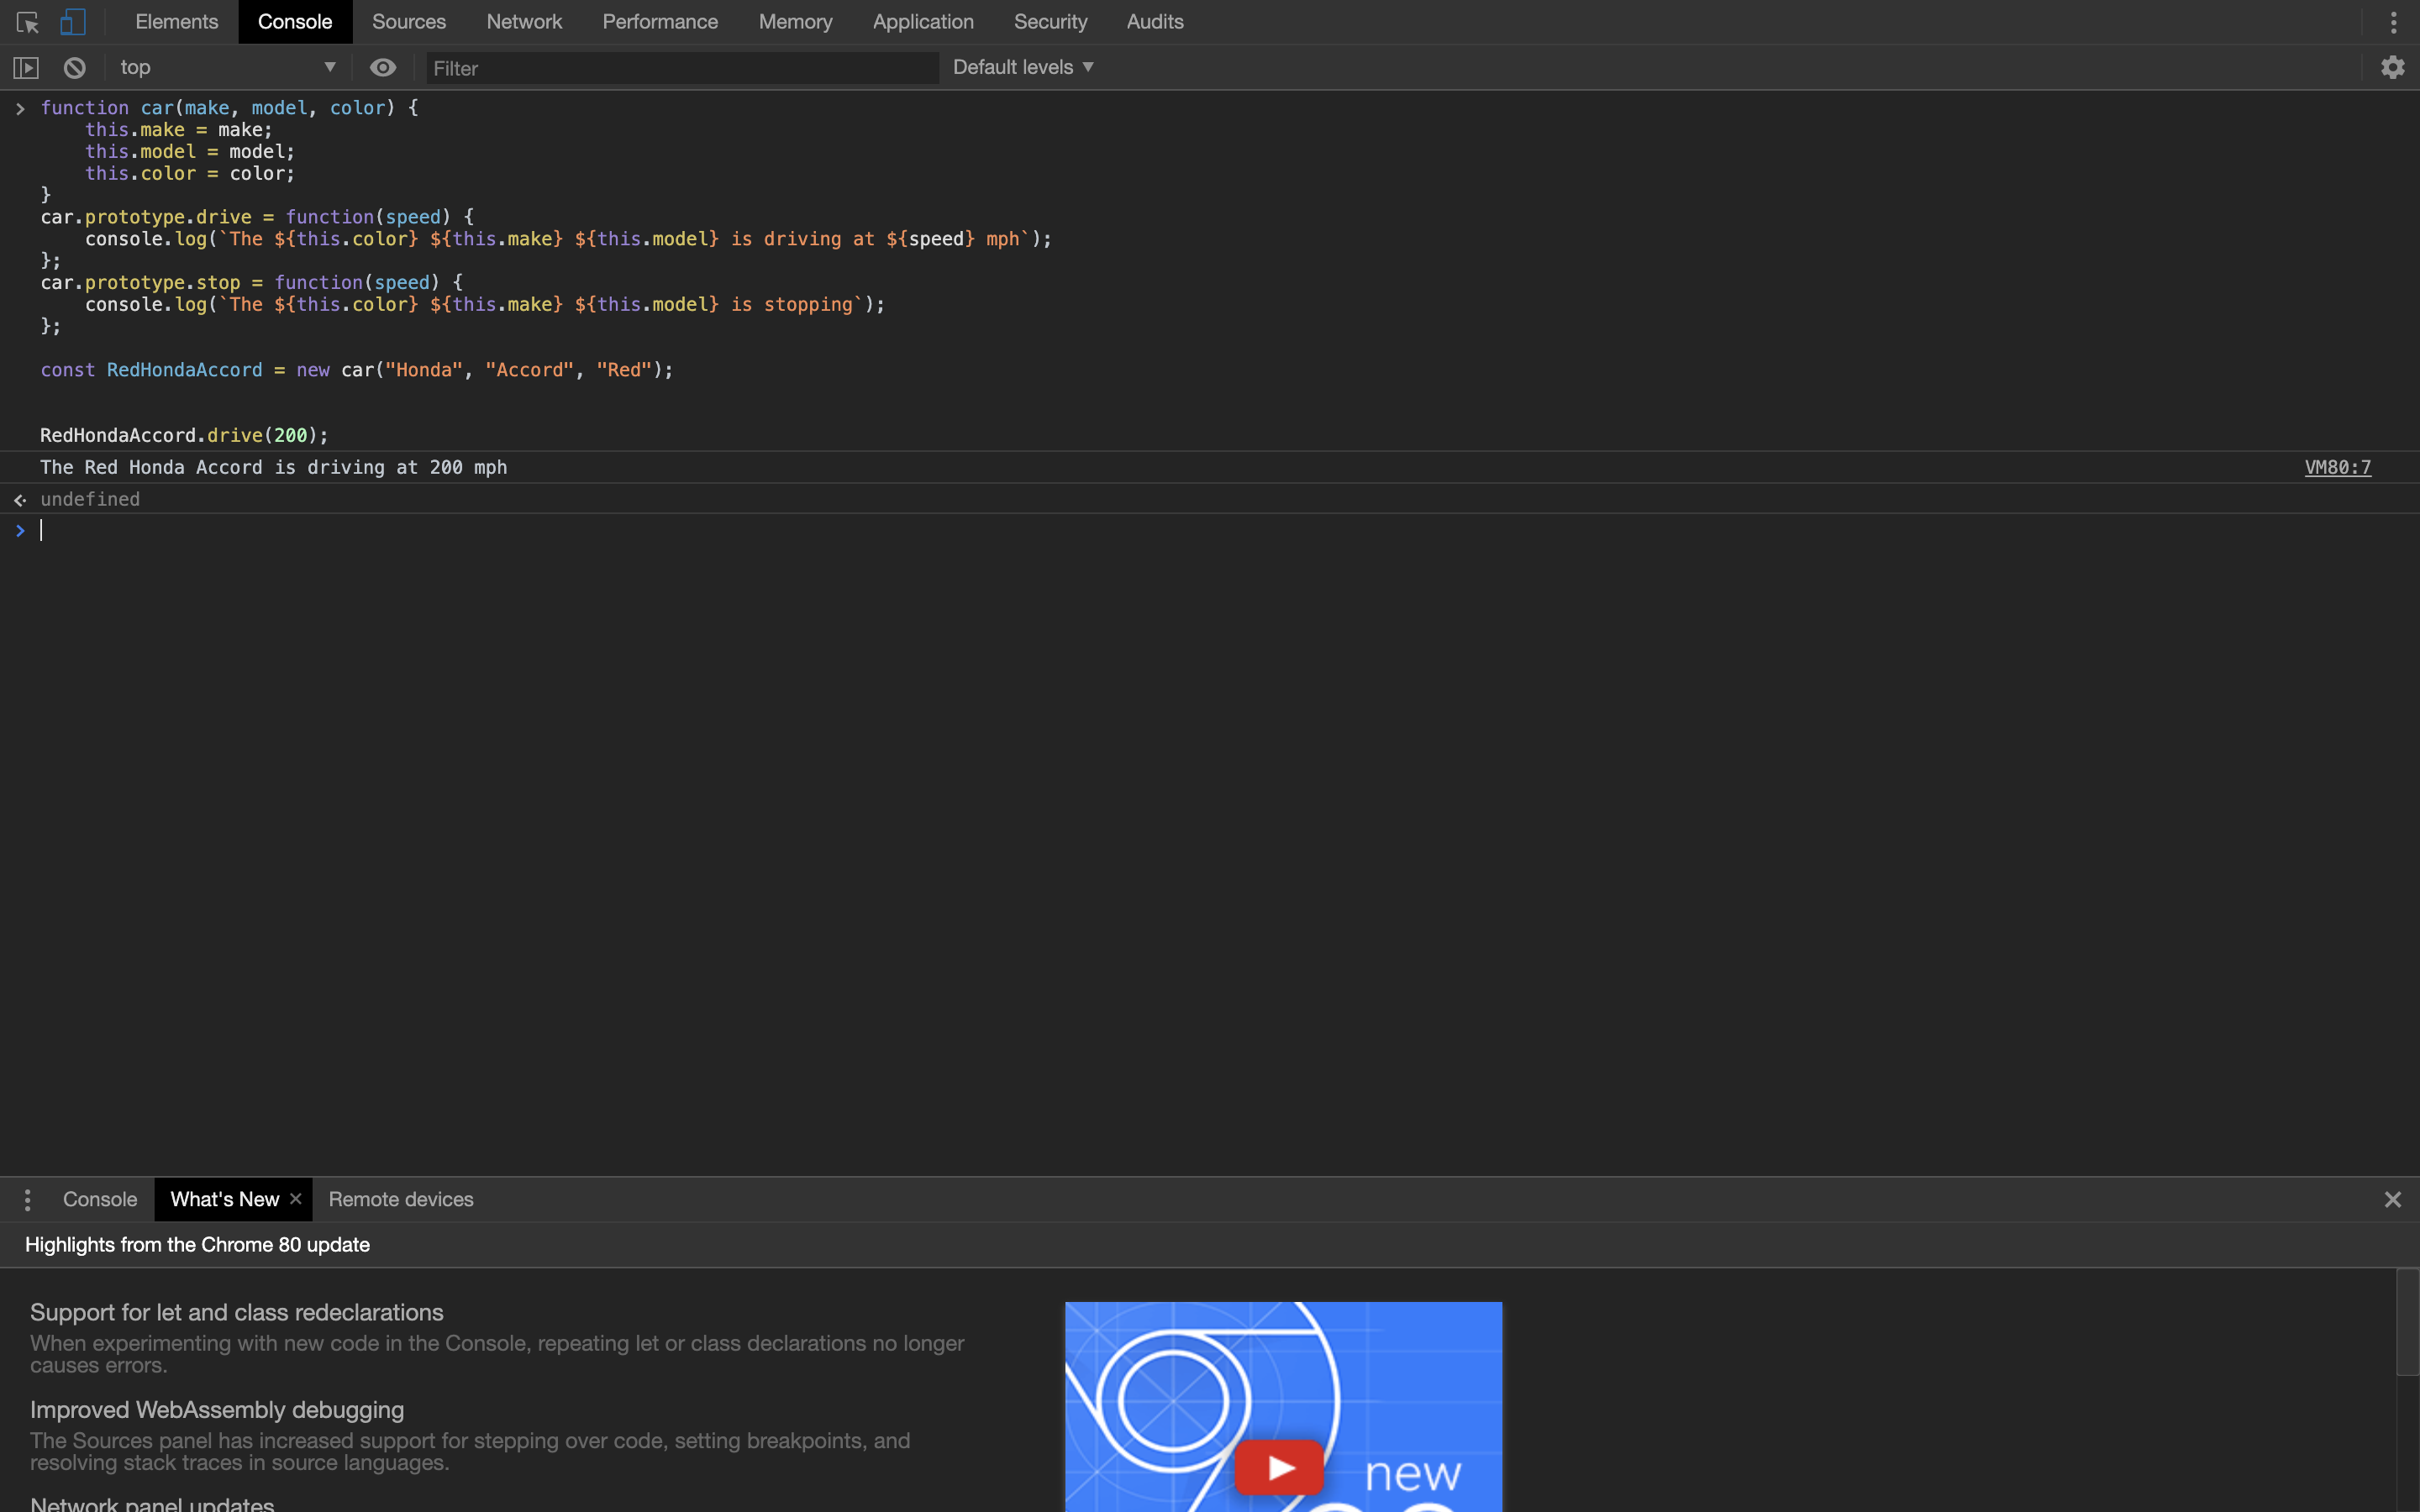 Elements Console Sources Network Performance Memory Application Security Audits
top Filter Default levels
function car(make, model, color) {
    this.make = make;
    this.model = model;
    this.color = color;
}
car.prototype.drive = function(speed) {
    console.log(`The ${this.color} ${this.make} ${this.model} is driving at ${speed} mph`);
};
car.prototype.stop = function(speed) {
    console.log(`The ${this.color} ${this.make} ${this.model} is stopping`);
};
const RedHondaAccord = new car("Honda", "Accord", "Red");
RedHondaAccord.drive(200);
The Red Honda Accord is driving at 200 mph VM80:7
undefined
Console What's New Remote devices
Highlights from the Chrome 80 update
Support for let and class redeclarations
When experimenting with new code in the Console, repeating let or class declarations no longer
causes errors.
Improved WebAssembly debugging
The Sources panel has increased support for stepping over code, setting breakpoints, and
resolving stack traces in source languages.
Network panel updates
new